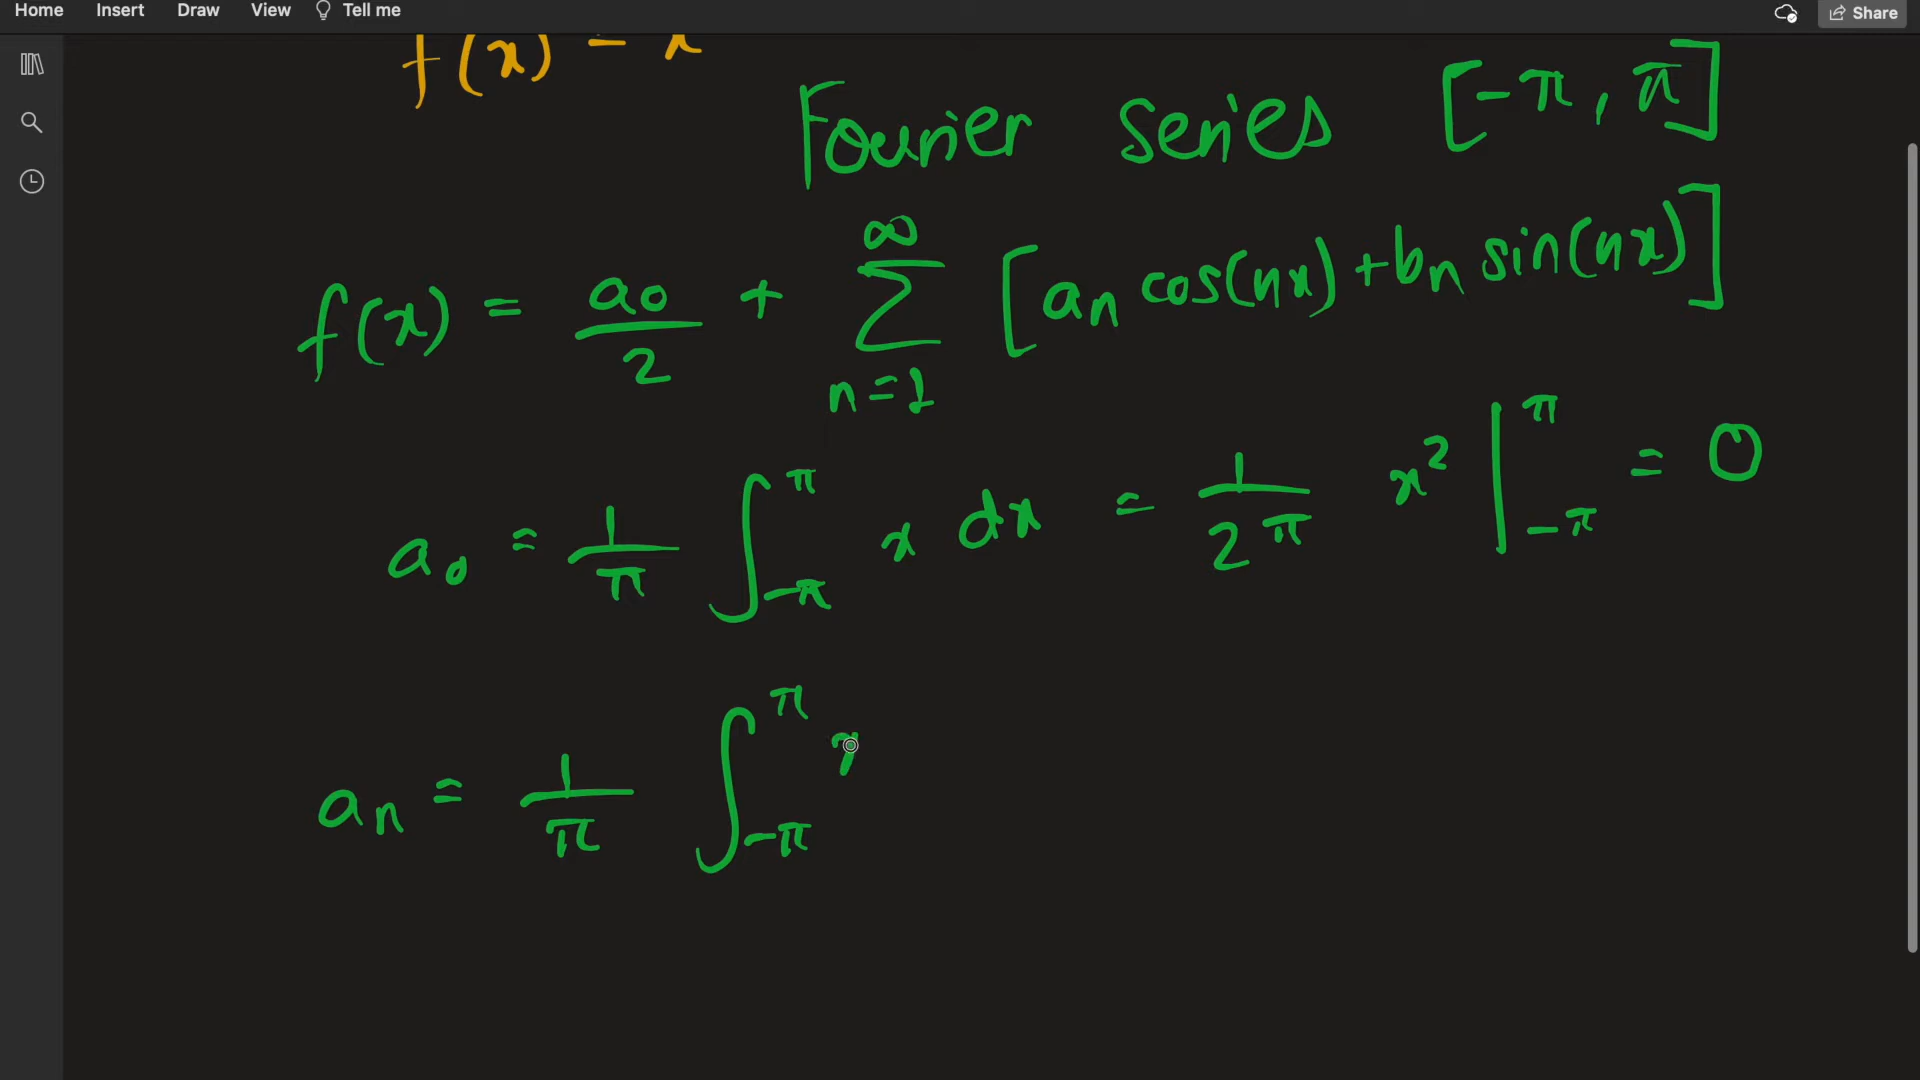 Home Insert Draw View Tell me Share
f(x) = x
Fourier Series [-π, π]
f(x) = a₀/2 + ∑_{n=1}^{∞} [aₙ cos(nx) + bₙ sin(nx)]
a₀ = 1/π ∫_{-π}^{π} x dx = 1/2π x² |_{-π}^{π} = 0
aₙ = 1/π ∫_{-π}^{π}